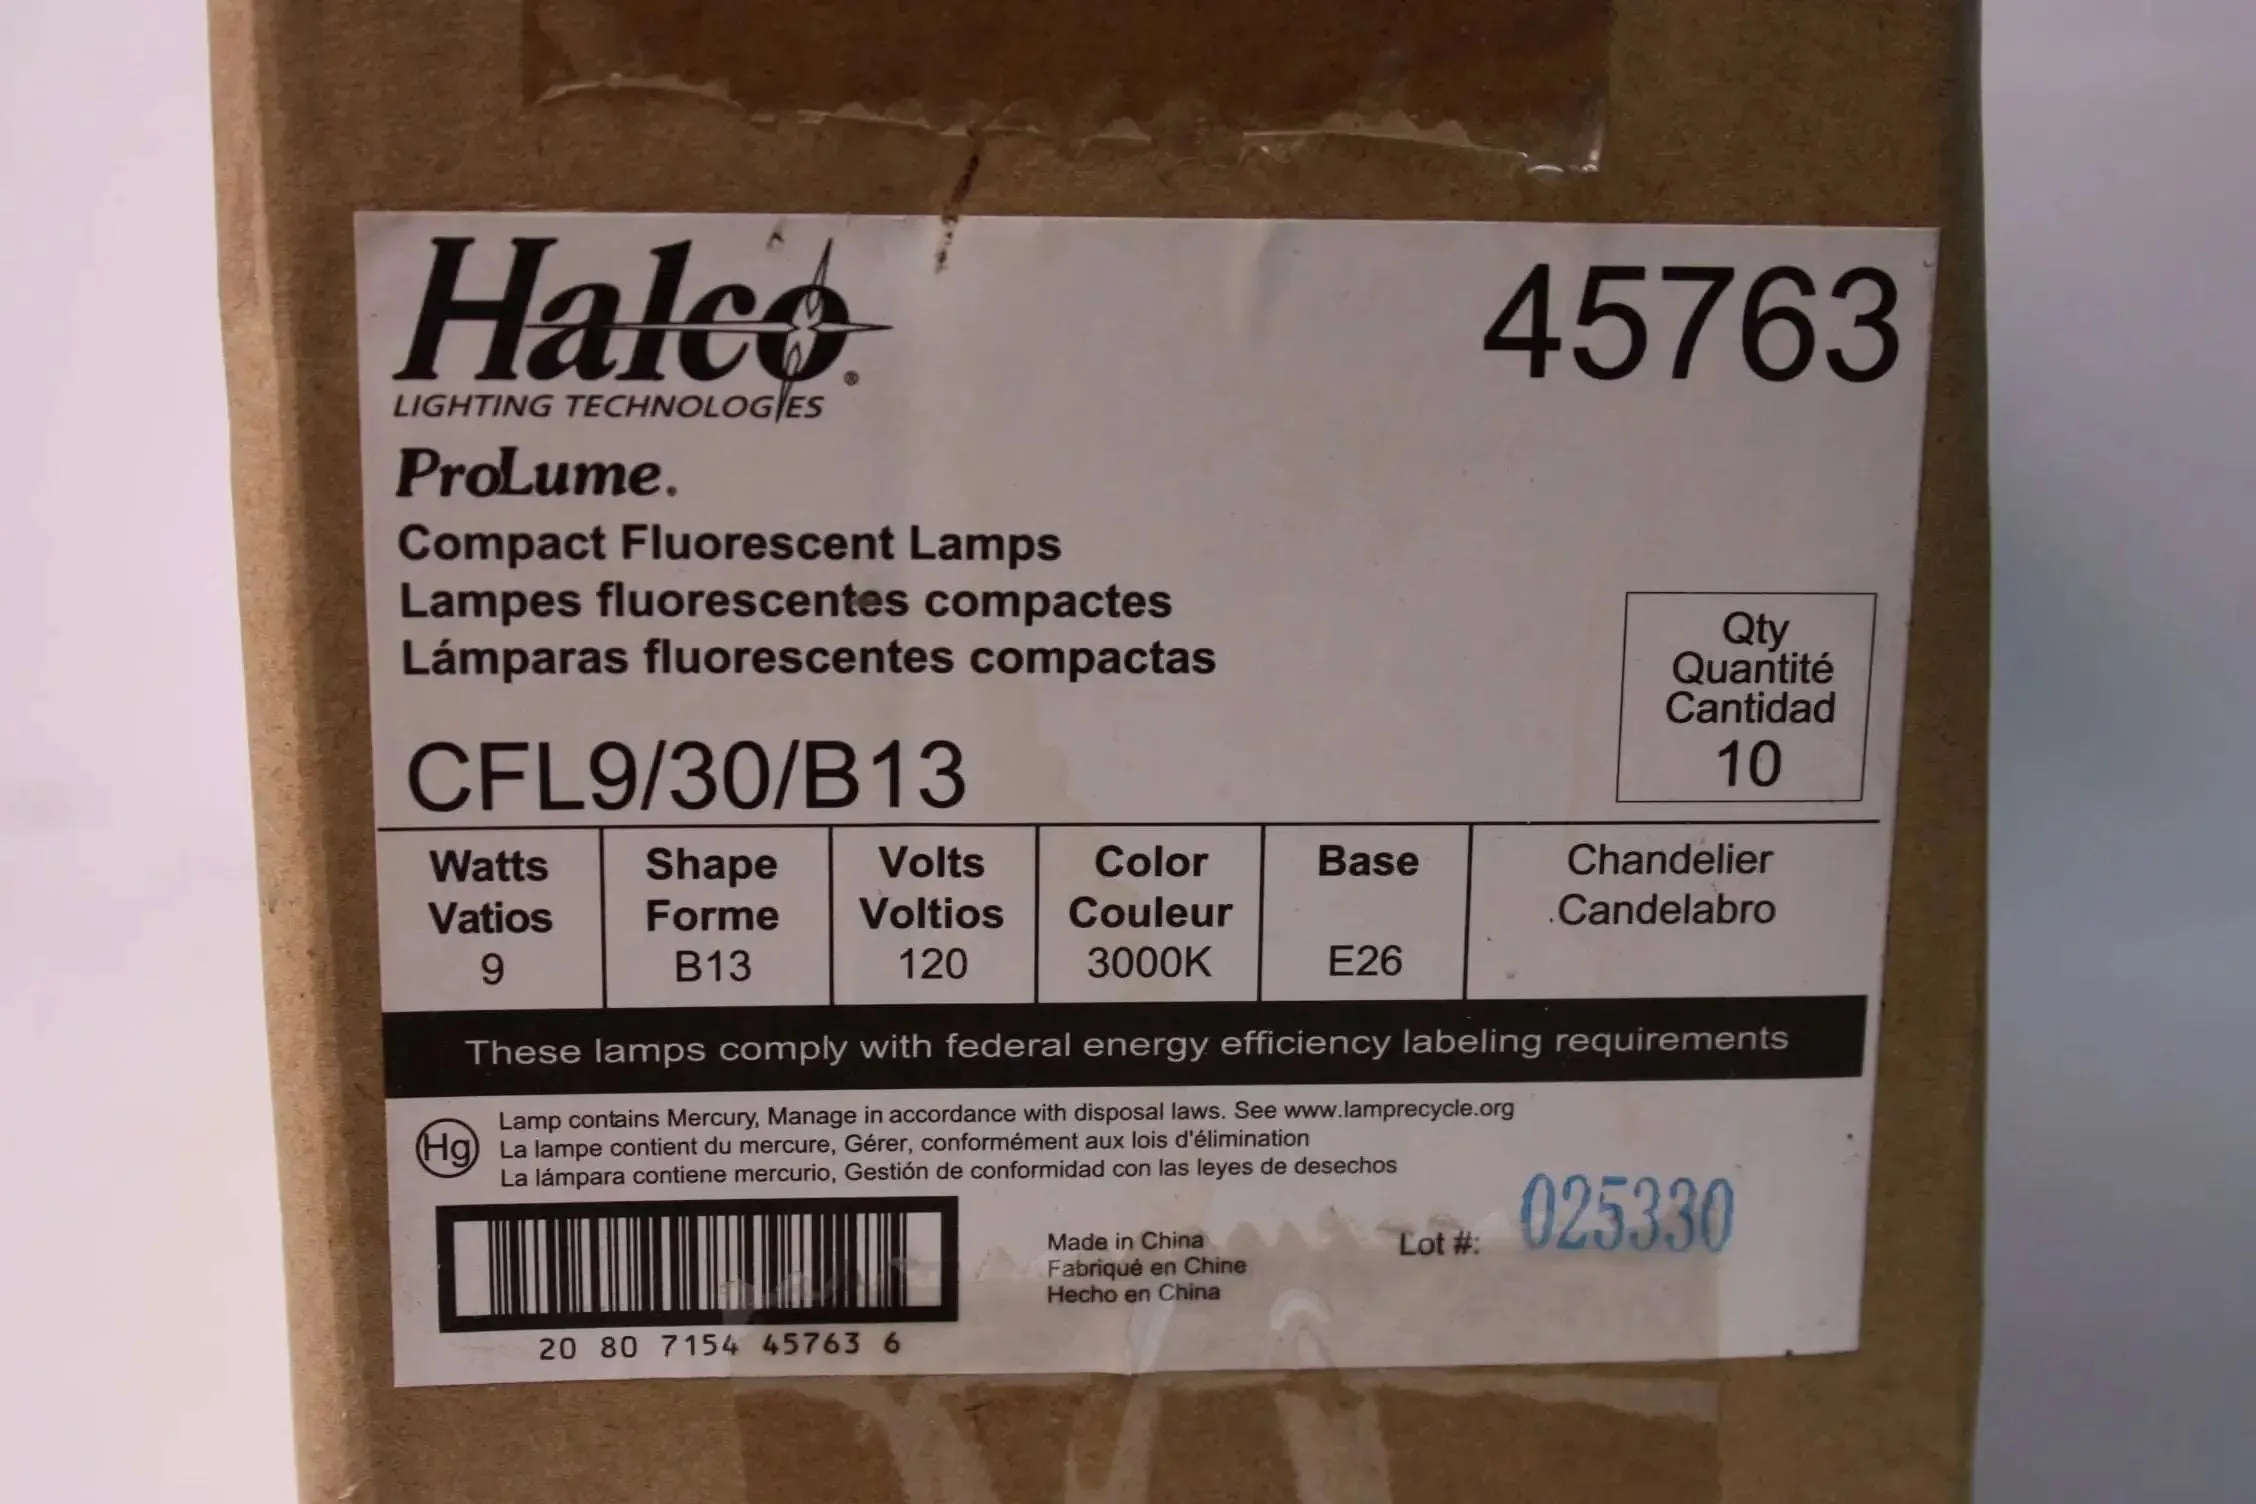 Halco®
45763
LIGHTING TECHNOLOGIES
ProLume.
Compact Fluorescent Lamps
Lampes fluorescentes compactes
Lámparas fluorescentes compactas
Qty
Quantité
Cantidad
10
CFL9/30/B13
Watts
Vatios
9
Shape
Forme
B13
Volts
Voltios
120
Color
Couleur
3000K
Base
E26
Chandelier
Candelabro
These lamps comply with federal energy efficiency labeling requirements
Hg
Lamp contains Mercury, Manage in accordance with disposal laws. See www.lamprecycle.org
La lampe contient du mercure, Gérer, conformément aux lois d'élimination
La lámpara contiene mercurio, Gestión de conformidad con las leyes de desechos
Made in China
Fabriqué en Chine
Hecho en China
Lot #: 025330
20 80 7154 45763 6